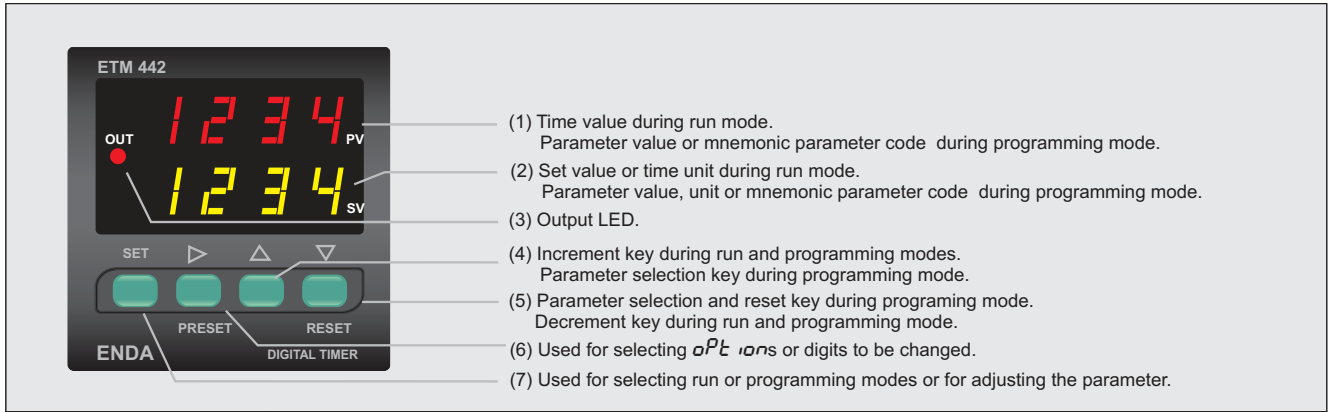 ETM 442
1234
PV
OUT
1234
SV
SET
PRESET
RESET
ENDA
DIGITAL TIMER
(1) Time value during run mode.
Parameter value or mnemonic parameter code during programming mode.
(2) Set value or time unit during run mode.
Parameter value, unit or mnemonic parameter code during programming mode.
(3) Output LED.
(4) Increment key during run and programming modes.
Parameter selection key during programming mode.
(5) Parameter selection and reset key during programing mode.
Decrement key during run and programming mode.
(6) Used for selecting oPtions or digits to be changed.
(7) Used for selecting run or programming modes or for adjusting the parameter.